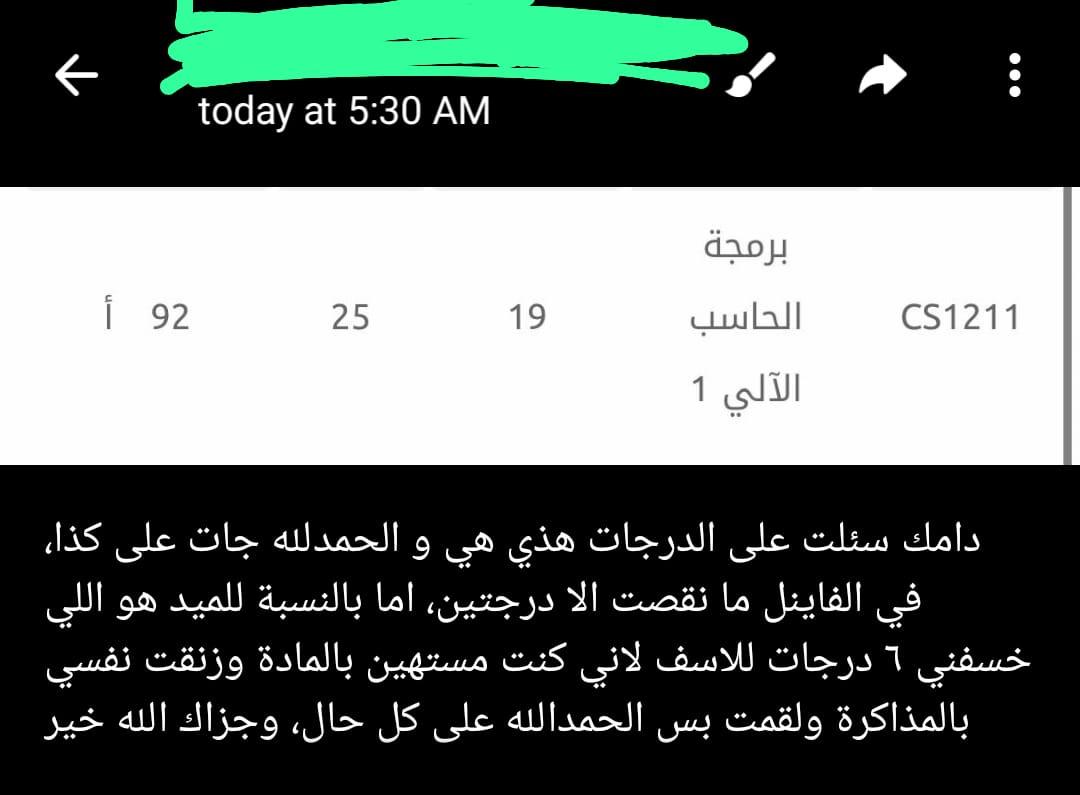 today at 5:30 AM
برمجة
CS1211 الحاسب 19 25 92 أ
الآلي 1
دامك سئلت على الدرجات هذي هي و الحمدلله جات على كذا،
في الفاينل ما نقصت الا درجتين، اما بالنسبة للميد هو اللي
خسفني ٦ درجات للاسف لاني كنت مستهين بالمادة وزنقت نفسي
بالمذاكرة ولقمت بس الحمدالله على كل حال، وجزاك الله خير